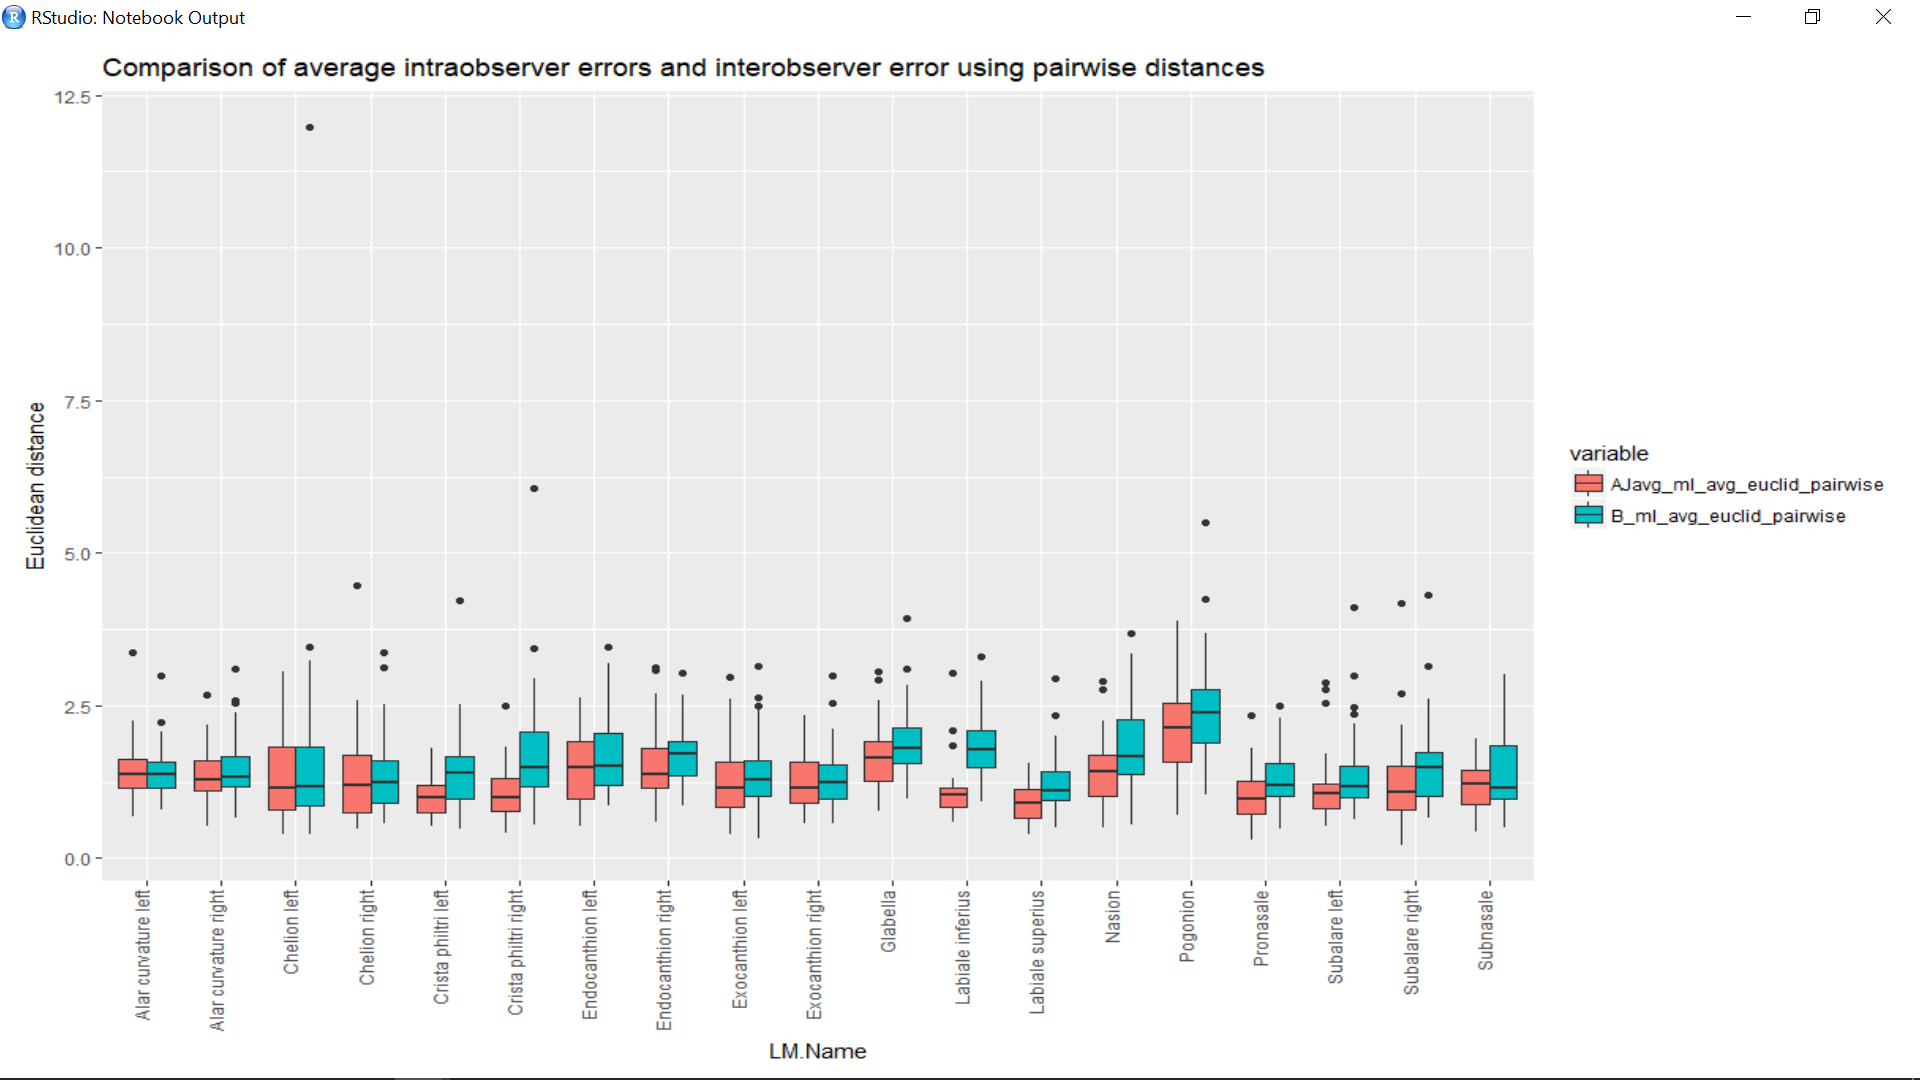 RStudio: Notebook Output
Comparison of average intraobserver errors and interobserver error using pairwise distances
12.5
10.0
7.5
5.0
2.5
0.0
Euclidean distance
Alar curvature left
Alar curvature right
Chelion left
Chelion right
Crista philtri left
Crista philtri right
Endocanthion left
Endocanthion right
Exocanthion left
Exocanthion right
Glabella
Labiale inferius
Labiale superius
Nasion
Pogonion
Pronasale
Subalare left
Subalare right
Subnasale
LM.Name
variable
AJavg_ml_avg_euclid_pairwise
B_ml_avg_euclid_pairwise